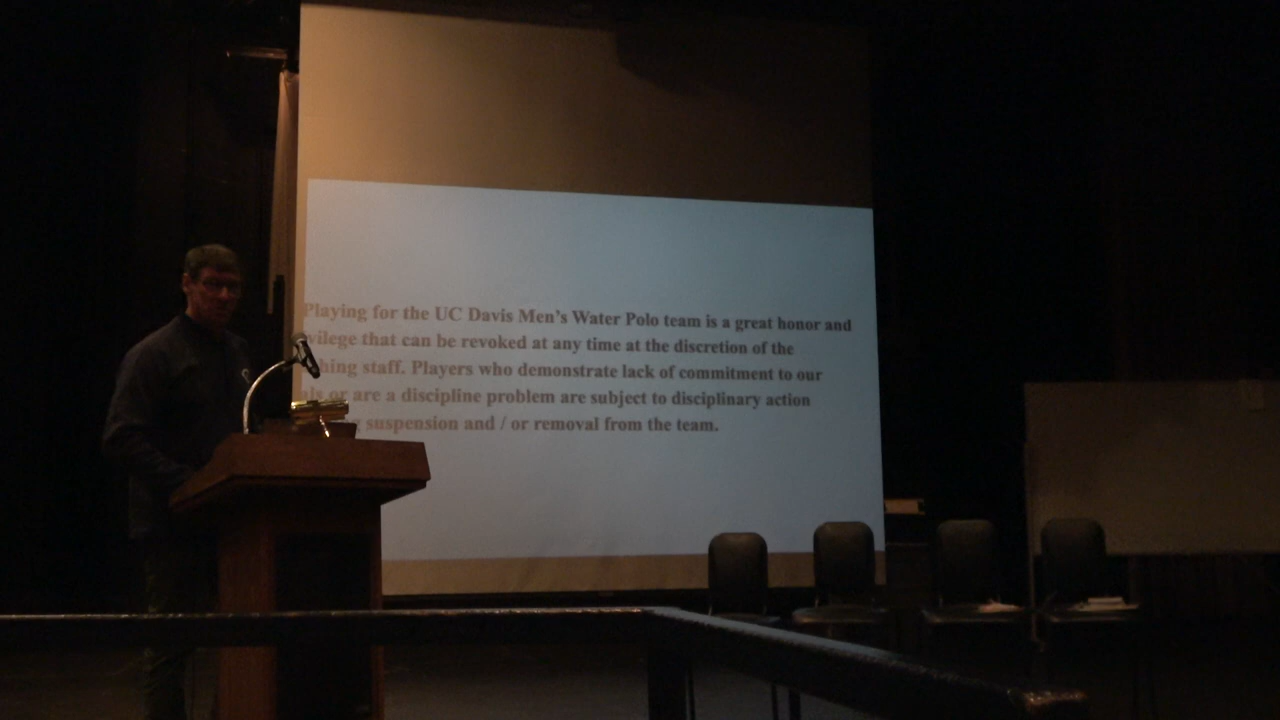 Playing for the UC Davis Men's Water Polo team is a great honor and
vilege that can be revoked at any time at the discretion of the
hing staff. Players who demonstrate lack of commitment to our
or are a discipline problem are subject to disciplinary action
suspension and / or removal from the team.